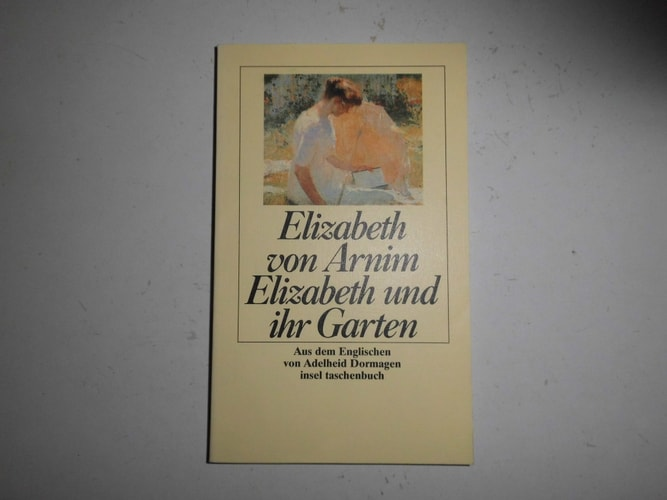 Elizabeth
von Arnim
Elizabeth und
ihr Garten
Aus dem Englischen
von Adelheid Dormagen
insel taschenbuch